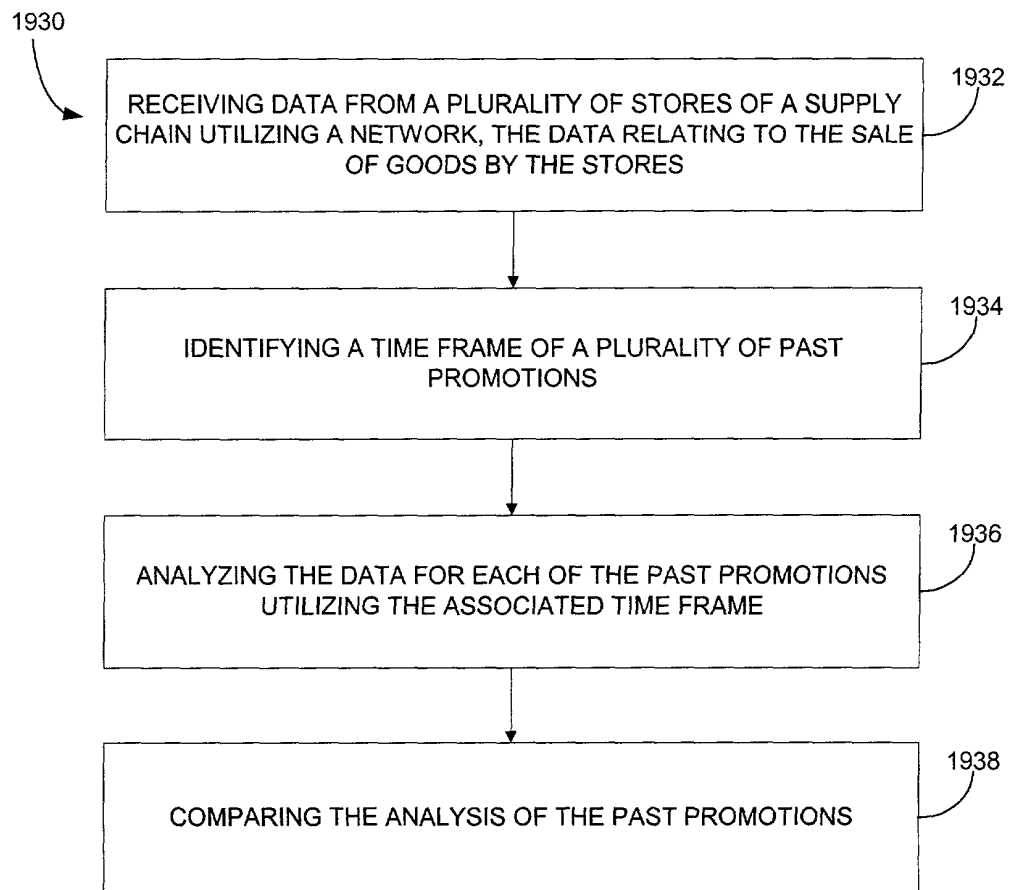 1930
1932
RECEIVING DATA FROM A PLURALITY OF STORES OF A SUPPLY
CHAIN UTILIZING A NETWORK, THE DATA RELATING TO THE SALE
OF GOODS BY THE STORES
1934
IDENTIFYING A TIME FRAME OF A PLURALITY OF PAST
PROMOTIONS
1936
ANALYZING THE DATA FOR EACH OF THE PAST PROMOTIONS
UTILIZING THE ASSOCIATED TIME FRAME
1938
COMPARING THE ANALYSIS OF THE PAST PROMOTIONS